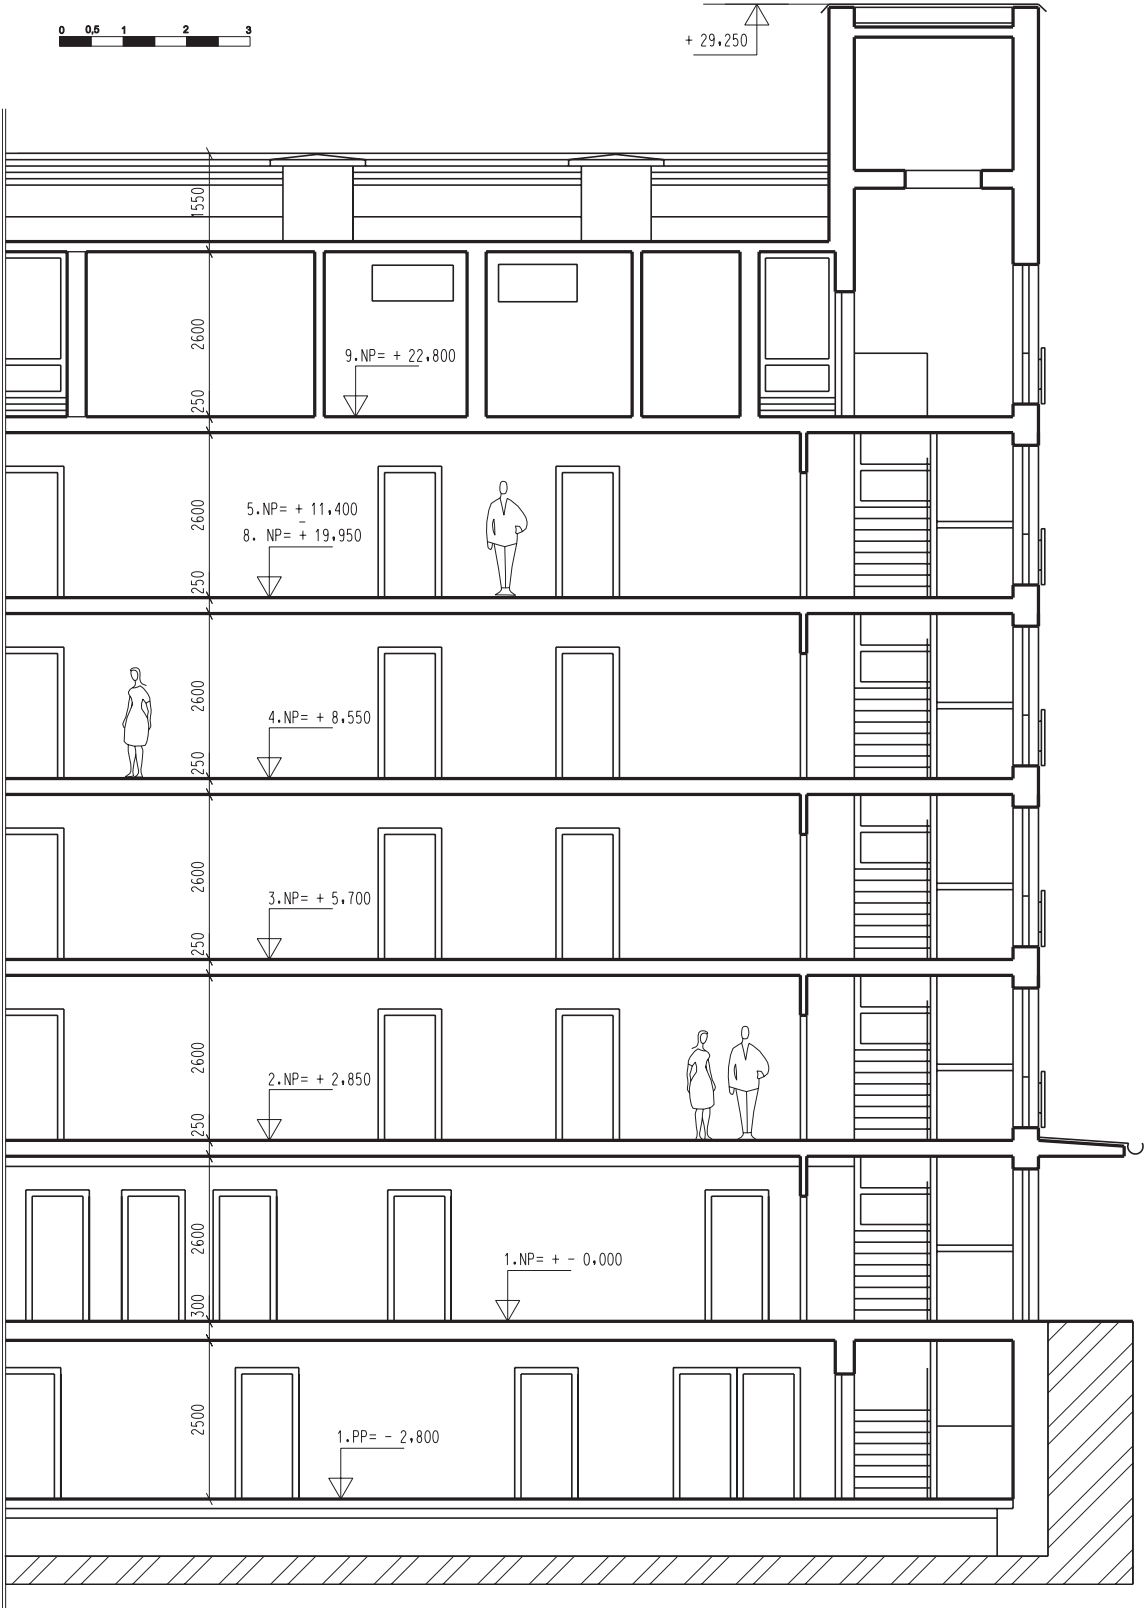 0 0,5 1 2 3
+ 29,250
1550
2600
9.NP= + 22,800
250
2600
5.NP= + 11,400
-
8. NP= + 19,950
250
2600
4.NP= + 8,550
250
2600
3.NP= + 5,700
250
2600
2.NP= + 2,850
250
2600
1.NP= + - 0,000
300
2500
1.PP= - 2,800